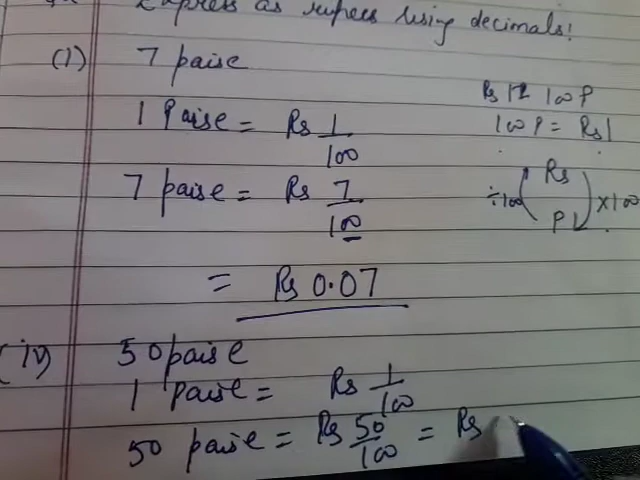 Express as rupees using decimals:
(i) 7 paise
1 Paise = Rs 1/100
7 paise = Rs 7/100
= Rs 0.07
Rs 1 = 100 P
100 P = Rs 1
Rs
÷100 ×100
P
(iv) 50 paise
1 paise = Rs 1/100
50 paise = Rs 50/100 = Rs